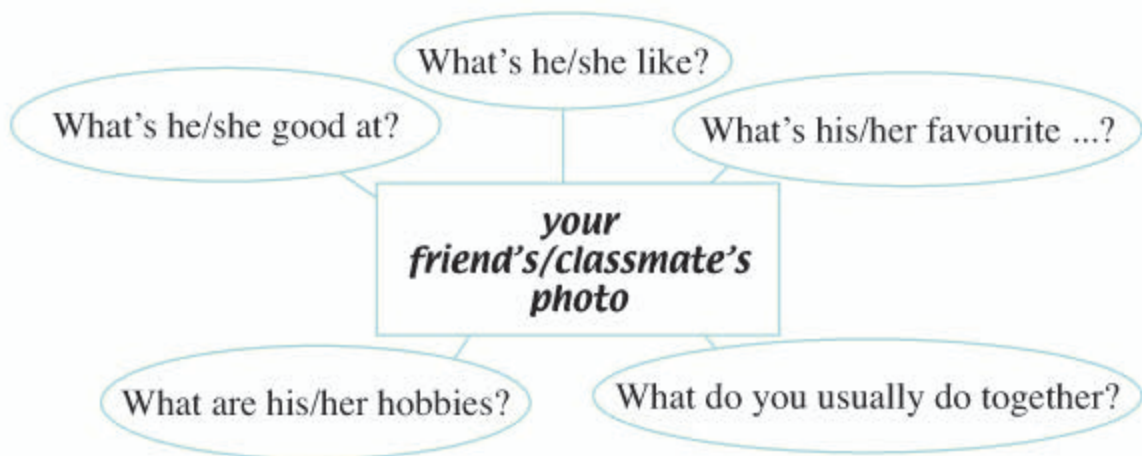 What's he/she like?
What's he/she good at?
What's his/her favourite ...?
your
friend's/classmate's
photo
What are his/her hobbies?
What do you usually do together?